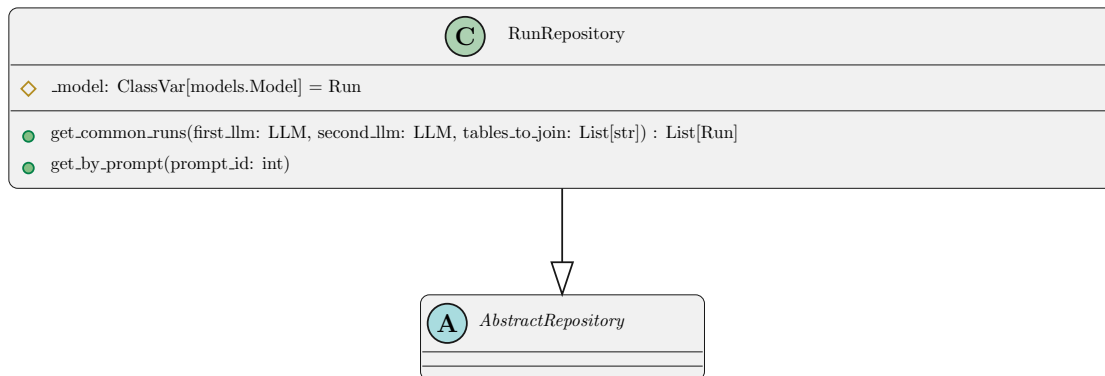 C RunRepository
_model: ClassVar[models.Model] = Run
get_common_runs(first_llm: LLM, second_llm: LLM, tables_to_join: List[str]) : List[Run]
get_by_prompt(prompt_id: int)
A AbstractRepository